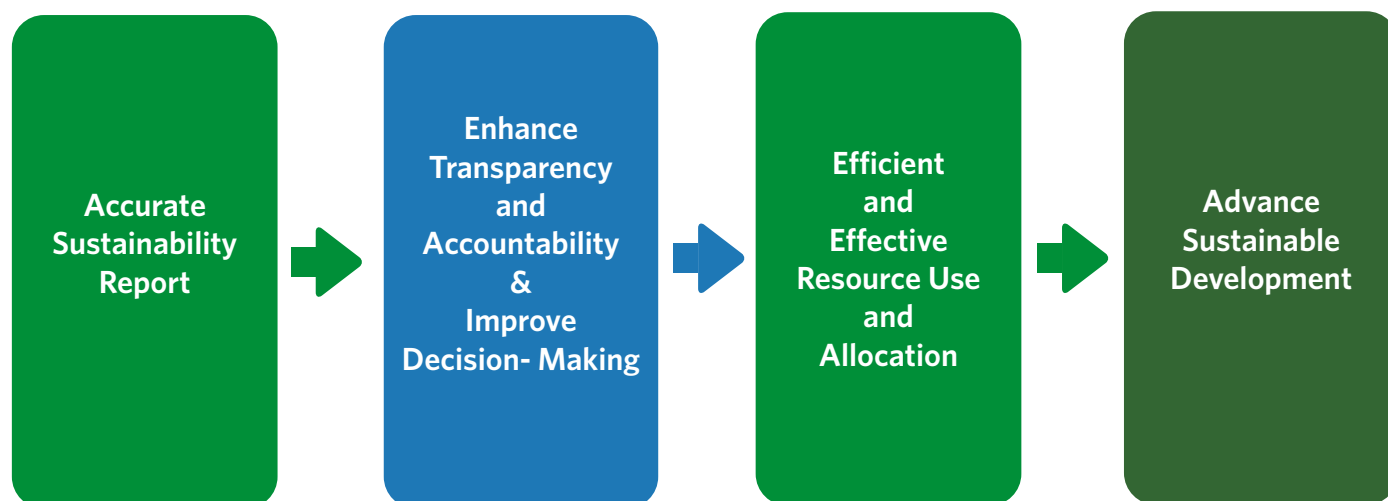 Accurate
Sustainability
Report
Enhance
Transparency
and
Accountability
&
Improve
Decision- Making
Efficient
and
Effective
Resource Use
and
Allocation
Advance
Sustainable
Development